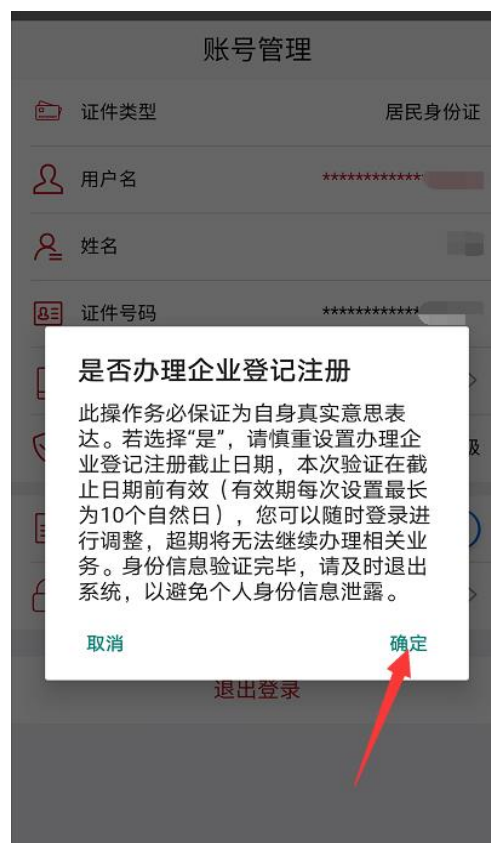 账号管理
证件类型 居民身份证
用户名 *************
姓名
证件号码 *************
是否办理企业登记注册
此操作务必保证为自身真实意思表
达。若选择“是”，请慎重设置办理企
业登记注册截止日期，本次验证在截
止日期前有效（有效期每次设置最长
为10个自然日），您可以随时登录进
行调整，超期将无法继续办理相关业
务。身份信息验证完毕，请及时退出
系统，以避免个人身份信息泄露。
级
取消 确定
退出登录